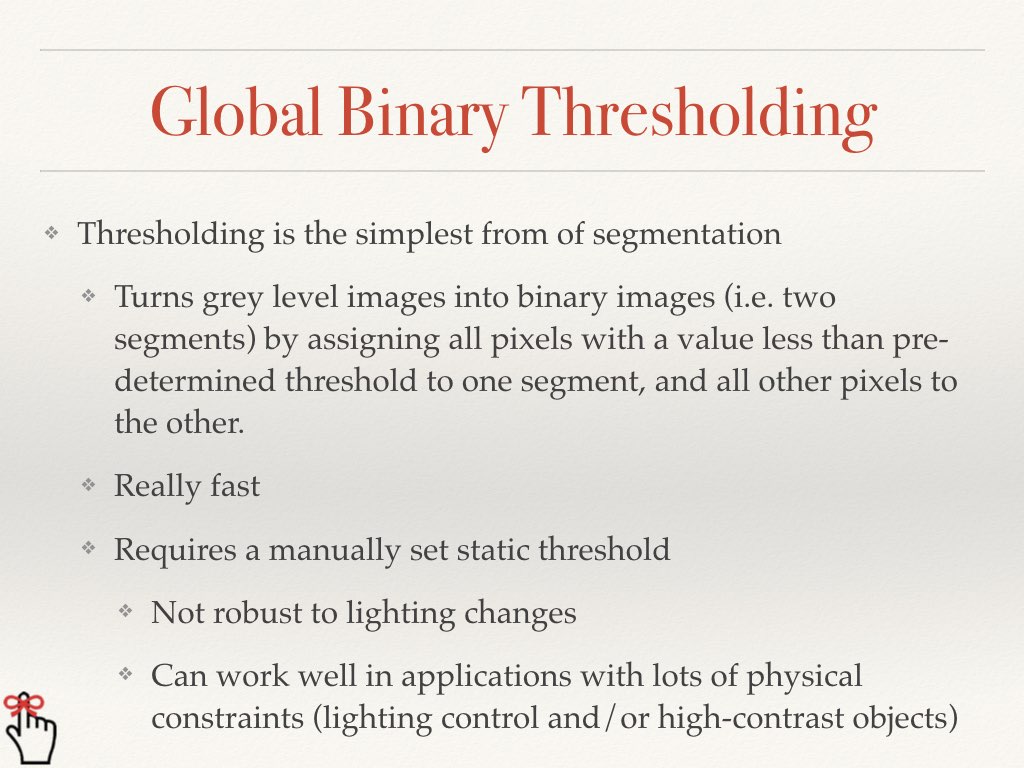 Global Binary Thresholding
Thresholding is the simplest from of segmentation
Turns grey level images into binary images (i.e. two
segments) by assigning all pixels with a value less than pre-
determined threshold to one segment, and all other pixels to
the other.
Really fast
Requires a manually set static threshold
Not robust to lighting changes
Can work well in applications with lots of physical
constraints (lighting control and/or high-contrast objects)